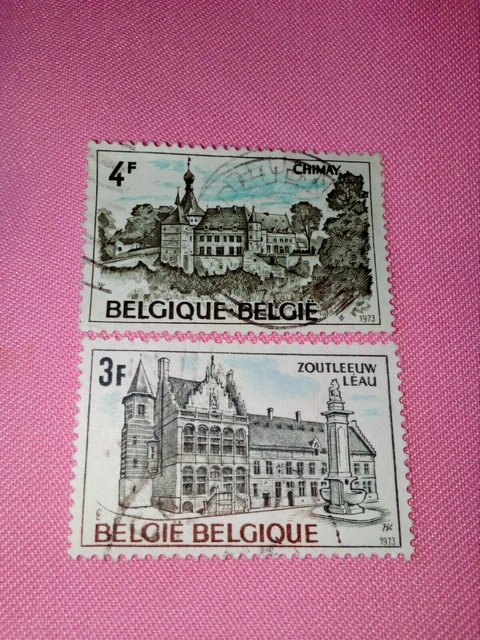 4F
CHIMAY
BELGIQUE·BELGIË
1973
3F
ZOUTLEEUW
LÉAU
BELGIË BELGIQUE
1973